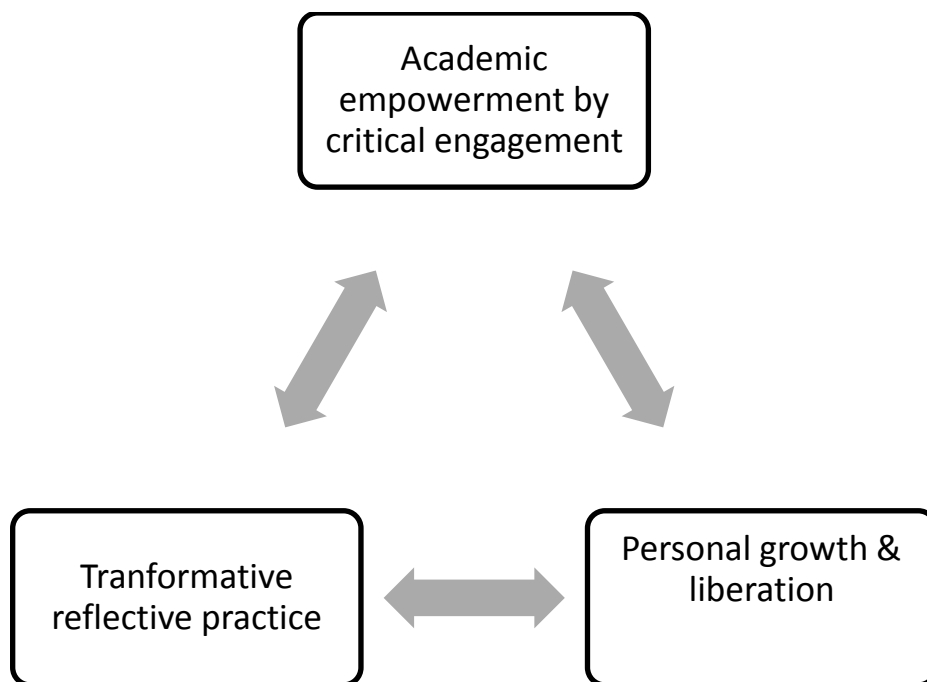 Academic
empowerment by
critical engagement
Tranformative
reflective practice
Personal growth &
liberation